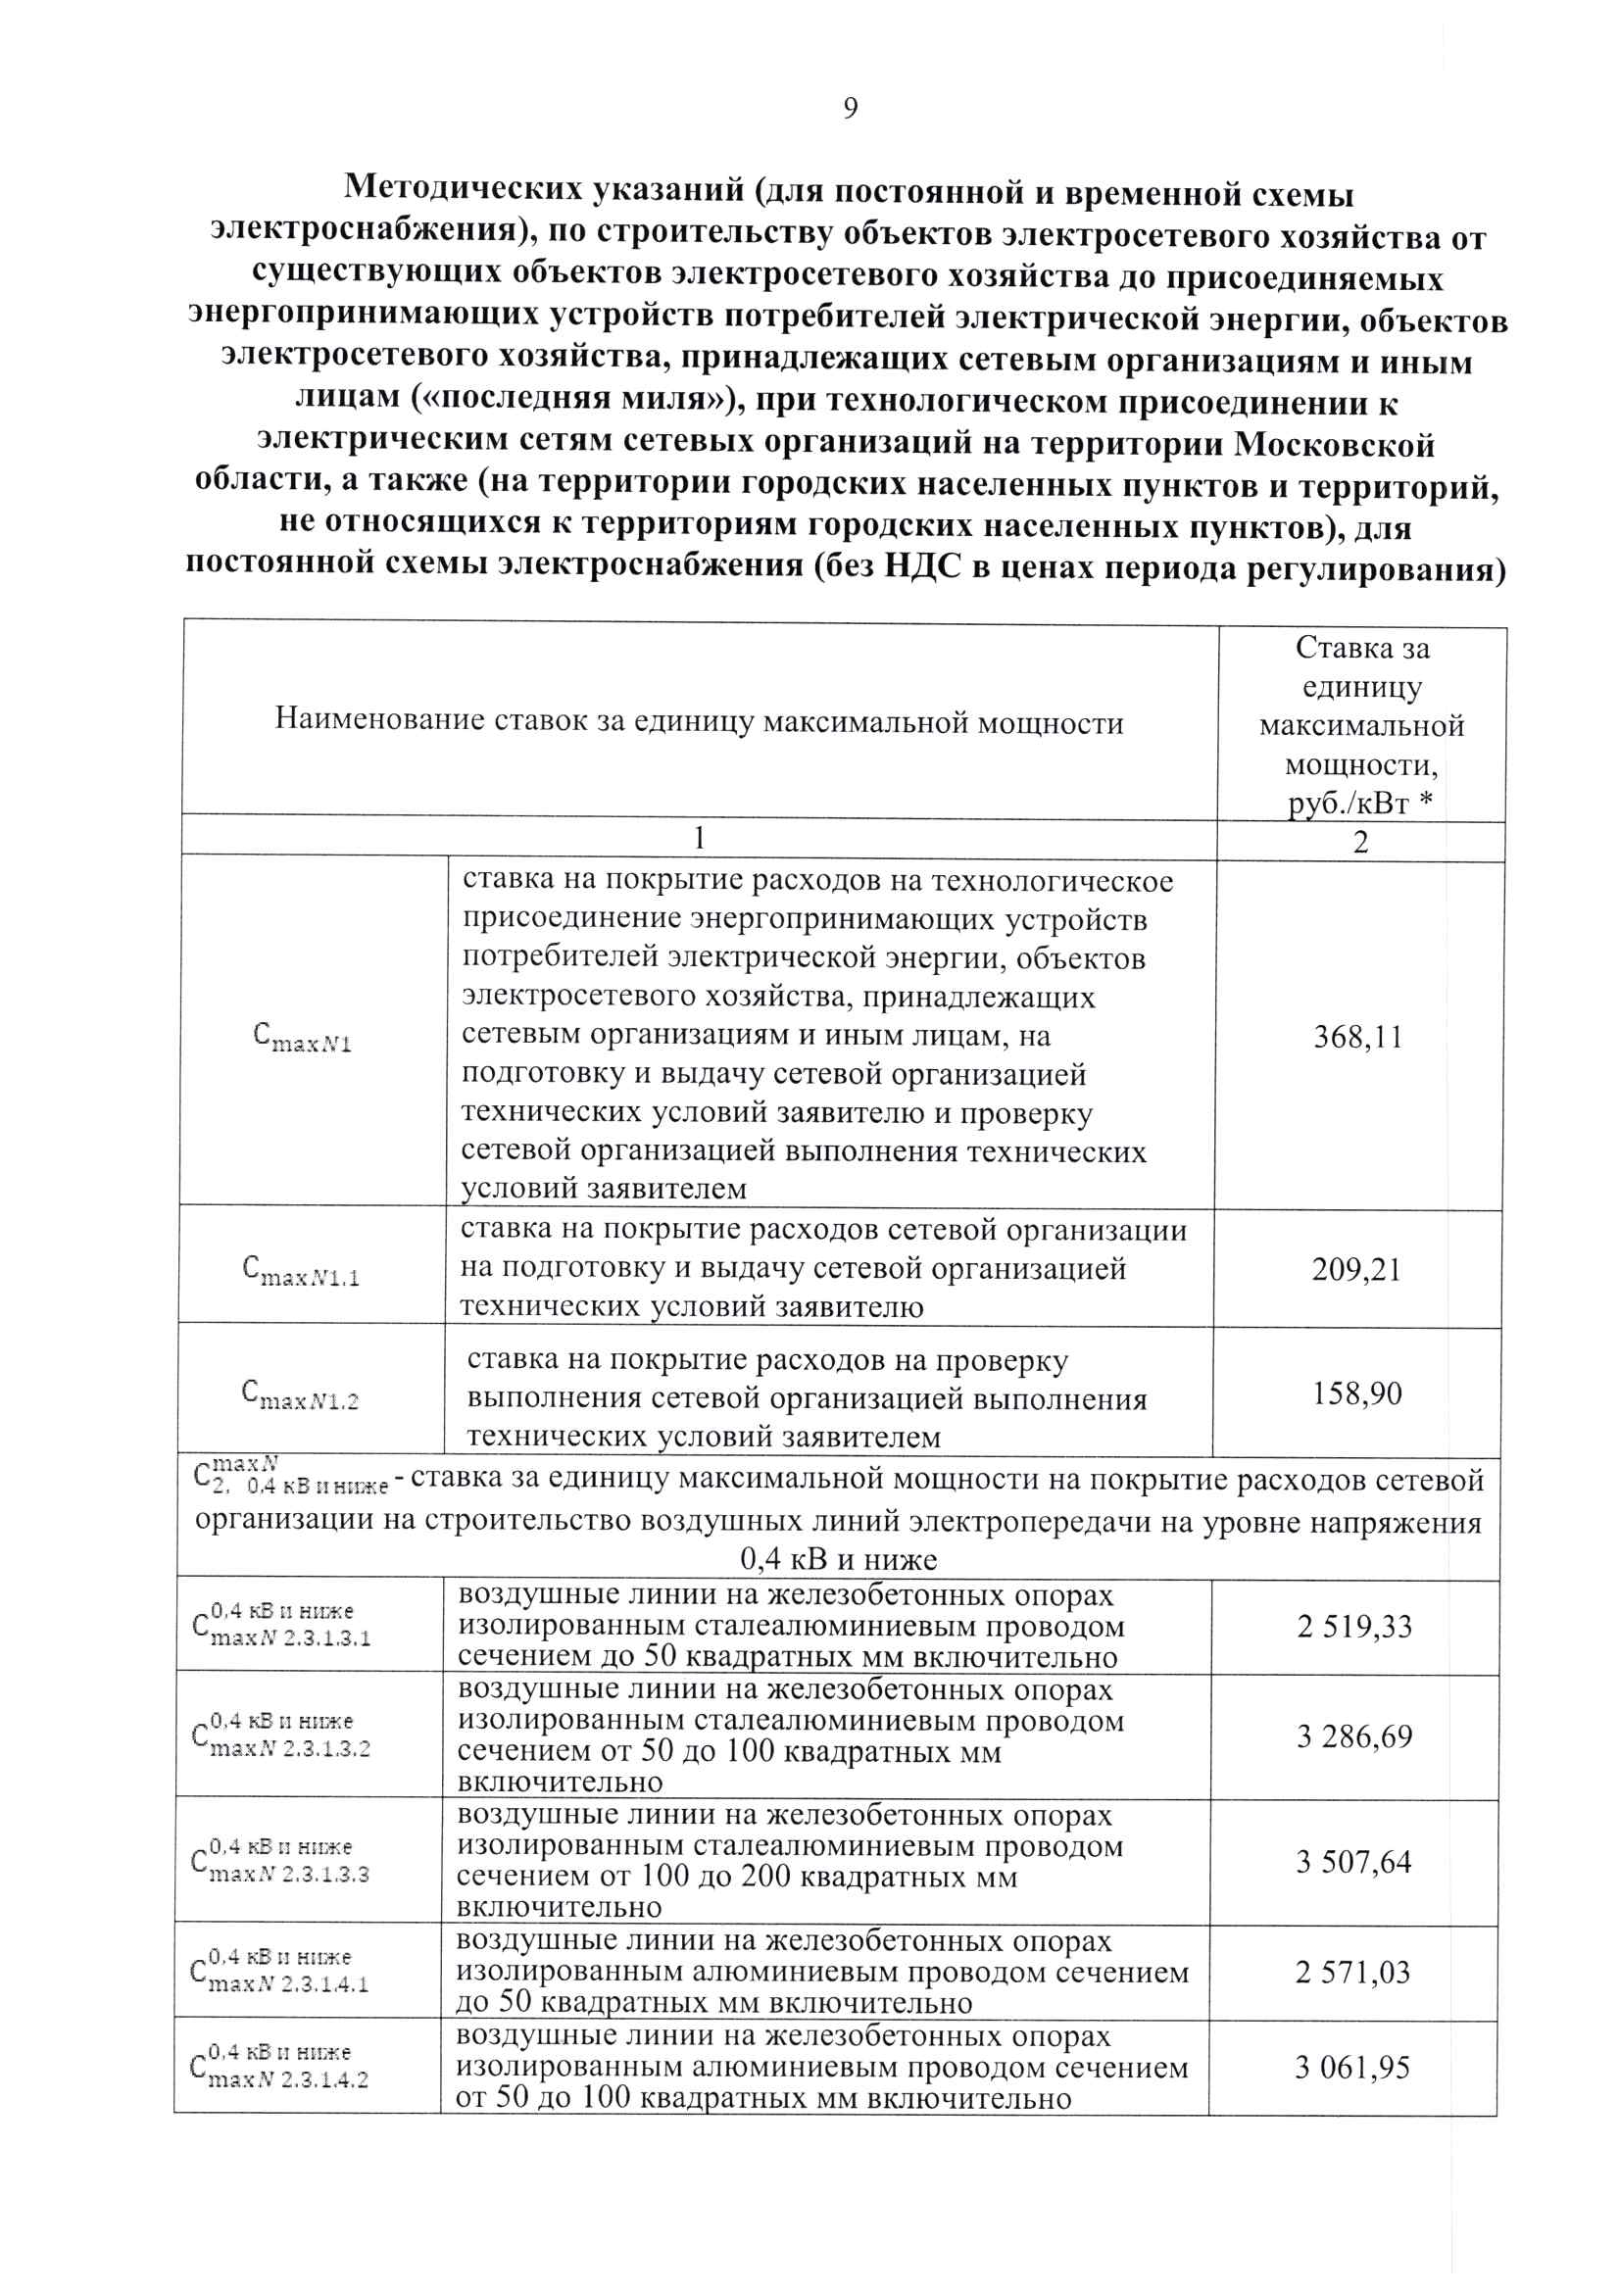 9
Методических указаний (для постоянной и временной схемы
электроснабжения), по строительству объектов электросетевого хозяйства от
существующих объектов электросетевого хозяйства до присоединяемых
энергопринимающих устройств потребителей электрической энергии, объектов
электросетевого хозяйства, принадлежащих сетевым организациям и иным
лицам («последняя миля»), при технологическом присоединении к
электрическим сетям сетевых организаций на территории Московской
области, а также (на территории городских населенных пунктов и территорий,
не относящихся к территориям городских населенных пунктов), для
постоянной схемы электроснабжения (без НДС в ценах периода регулирования)
Наименование ставок за единицу максимальной мощности
Ставка за
единицу
максимальной
мощности,
руб./кВт *
1
2
C maxN1
ставка на покрытие расходов на технологическое
присоединение энергопринимающих устройств
потребителей электрической энергии, объектов
электросетевого хозяйства, принадлежащих
сетевым организациям и иным лицам, на
подготовку и выдачу сетевой организацией
технических условий заявителю и проверку
сетевой организацией выполнения технических
условий заявителем
368,11
C maxN1.1
ставка на покрытие расходов сетевой организации
на подготовку и выдачу сетевой организацией
технических условий заявителю
209,21
C maxN1.2
ставка на покрытие расходов на проверку
выполнения сетевой организацией выполнения
технических условий заявителем
158,90
C maxN 2, 0.4 кВ и ниже - ставка за единицу максимальной мощности на покрытие расходов сетевой
организации на строительство воздушных линий электропередачи на уровне напряжения
0,4 кВ и ниже
C 0,4 кВ и ниже
maxN 2.3.1.3.1
воздушные линии на железобетонных опорах
изолированным сталеалюминиевым проводом
сечением до 50 квадратных мм включительно
2 519,33
C 0,4 кВ и ниже
maxN 2.3.1.3.2
воздушные линии на железобетонных опорах
изолированным сталеалюминиевым проводом
сечением от 50 до 100 квадратных мм
включительно
3 286,69
C 0,4 кВ и ниже
maxN 2.3.1.3.3
воздушные линии на железобетонных опорах
изолированным сталеалюминиевым проводом
сечением от 100 до 200 квадратных мм
включительно
3 507,64
C 0,4 кВ и ниже
maxN 2.3.1.4.1
воздушные линии на железобетонных опорах
изолированным алюминиевым проводом сечением
до 50 квадратных мм включительно
2 571,03
C 0,4 кВ и ниже
maxN 2.3.1.4.2
воздушные линии на железобетонных опорах
изолированным алюминиевым проводом сечением
от 50 до 100 квадратных мм включительно
3 061,95